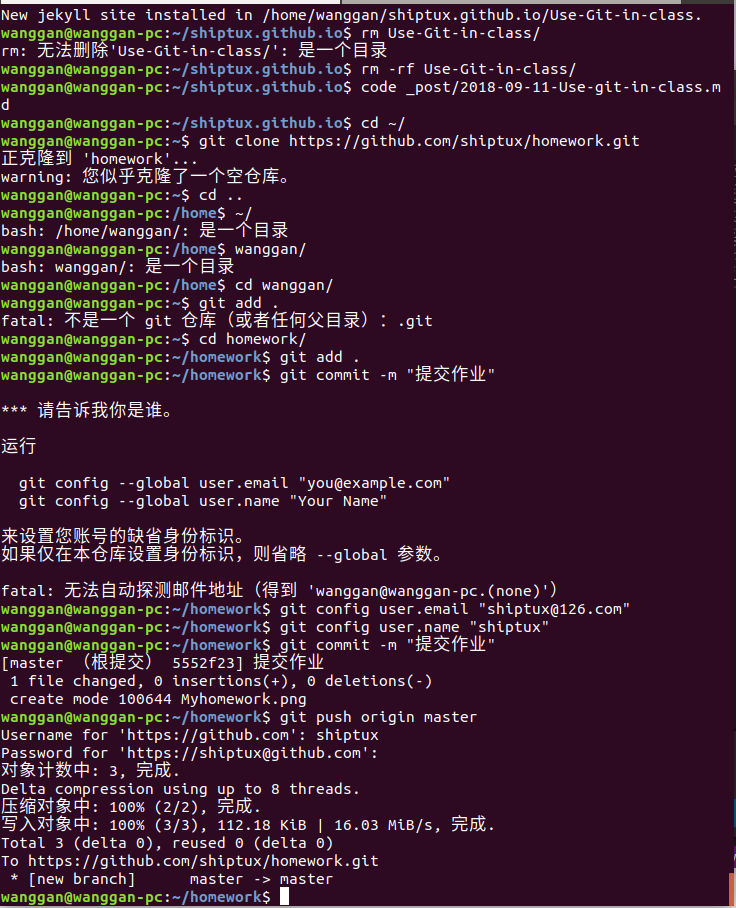 New jekyll site installed in /home/wanggan/shiptux.github.io/Use-Git-in-class.
wanggan@wanggan-pc:~/shiptux.github.io$ rm Use-Git-in-class/
rm: 无法删除'Use-Git-in-class/': 是一个目录
wanggan@wanggan-pc:~/shiptux.github.io$ rm -rf Use-Git-in-class/
wanggan@wanggan-pc:~/shiptux.github.io$ code _post/2018-09-11-Use-git-in-class.m
d
wanggan@wanggan-pc:~/shiptux.github.io$ cd ~/
wanggan@wanggan-pc:~$ git clone https://github.com/shiptux/homework.git
正克隆到 'homework'...
warning: 您似乎克隆了一个空仓库。
wanggan@wanggan-pc:~$ cd ..
wanggan@wanggan-pc:/home$ ~/
bash: /home/wanggan/: 是一个目录
wanggan@wanggan-pc:/home$ wanggan/
bash: wanggan/: 是一个目录
wanggan@wanggan-pc:/home$ cd wanggan/
wanggan@wanggan-pc:~$ git add .
fatal: 不是一个 git 仓库（或者任何父目录）：.git
wanggan@wanggan-pc:~$ cd homework/
wanggan@wanggan-pc:~/homework$ git add .
wanggan@wanggan-pc:~/homework$ git commit -m "提交作业"

*** 请告诉我你是谁。

运行

  git config --global user.email "you@example.com"
  git config --global user.name "Your Name"

来设置您账号的缺省身份标识。
如果仅在本仓库设置身份标识，则省略 --global 参数。

fatal: 无法自动探测邮件地址（得到 'wanggan@wanggan-pc.(none)'）
wanggan@wanggan-pc:~/homework$ git config user.email "shiptux@126.com"
wanggan@wanggan-pc:~/homework$ git config user.name "shiptux"
wanggan@wanggan-pc:~/homework$ git commit -m "提交作业"
[master （根提交） 5552f23] 提交作业
 1 file changed, 0 insertions(+), 0 deletions(-)
 create mode 100644 Myhomework.png
wanggan@wanggan-pc:~/homework$ git push origin master
Username for 'https://github.com': shiptux
Password for 'https://shiptux@github.com':
对象计数中: 3, 完成.
Delta compression using up to 8 threads.
压缩对象中: 100% (2/2), 完成.
写入对象中: 100% (3/3), 112.18 KiB | 16.03 MiB/s, 完成.
Total 3 (delta 0), reused 0 (delta 0)
To https://github.com/shiptux/homework.git
 * [new branch]      master -> master
wanggan@wanggan-pc:~/homework$